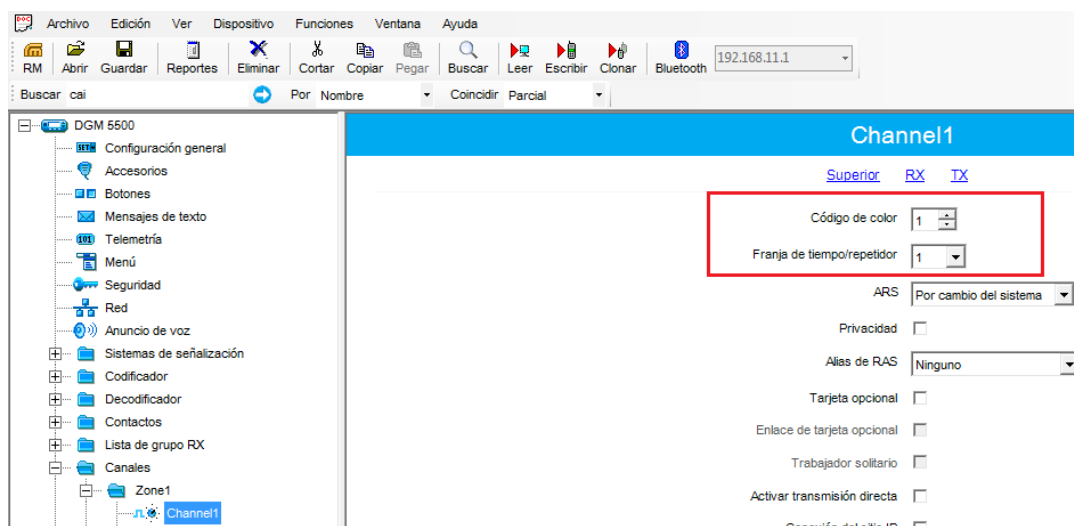 Archivo Edición Ver Dispositivo Funciones Ventana Ayuda
RM Abrir Guardar Reportes Eliminar Cortar Copiar Pegar Buscar Leer Escribir Clonar Bluetooth 192.168.11.1
Buscar cai Por Nombre Coincidir Parcial
DGM 5500
Configuración general
Accesorios
Botones
Mensajes de texto
Telemetría
Menú
Seguridad
Red
Anuncio de voz
Sistemas de señalización
Codificador
Decodificador
Contactos
Lista de grupo RX
Canales
Zone1
Channel1
Channel1
Superior RX TX
Código de color 1
Franja de tiempo/repetidor 1
ARS Por cambio del sistema
Privacidad
Alias de RAS Ninguno
Tarjeta opcional
Enlace de tarjeta opcional
Trabajador solitario
Activar transmisión directa